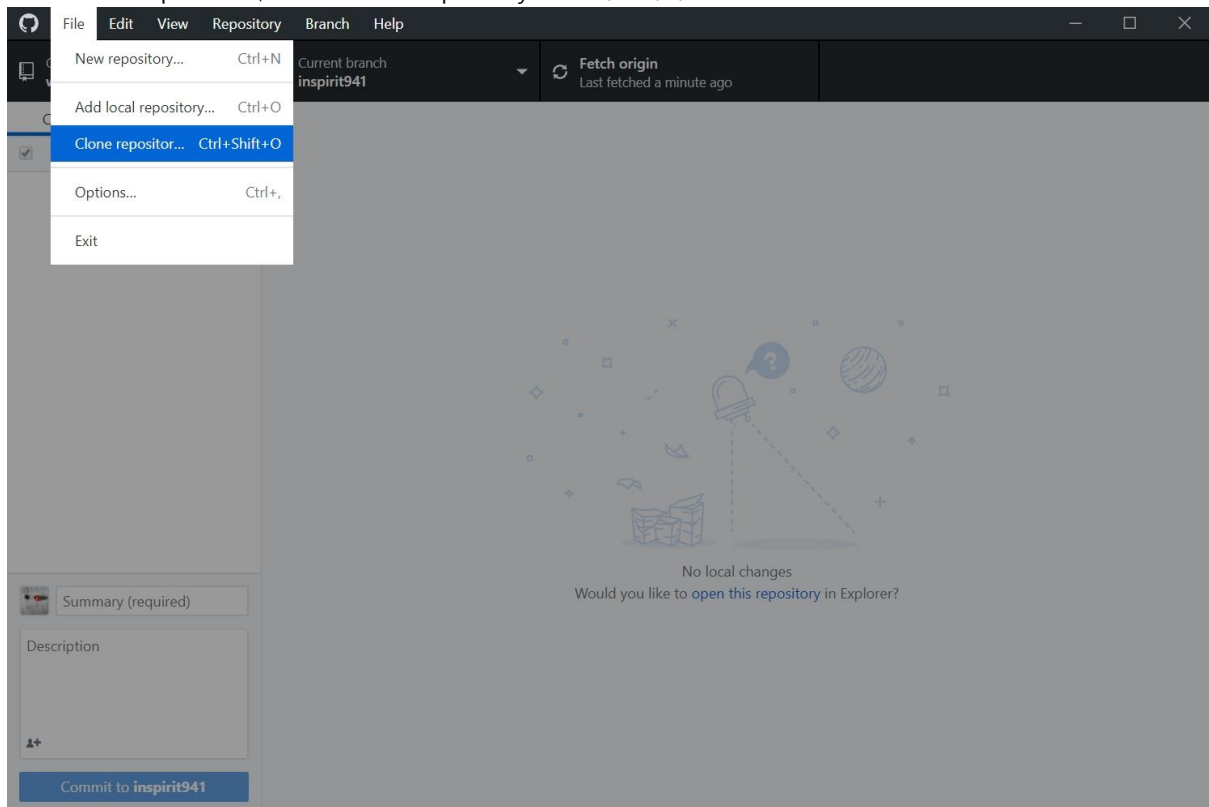 File Edit View Repository Branch Help
New repository... Ctrl+N
Add local repository... Ctrl+O
Clone repositor... Ctrl+Shift+O
Options... Ctrl+,
Exit
Current branch
inspirit941
Fetch origin
Last fetched a minute ago
No local changes
Would you like to open this repository in Explorer?
Summary (required)
Description
Commit to inspirit941